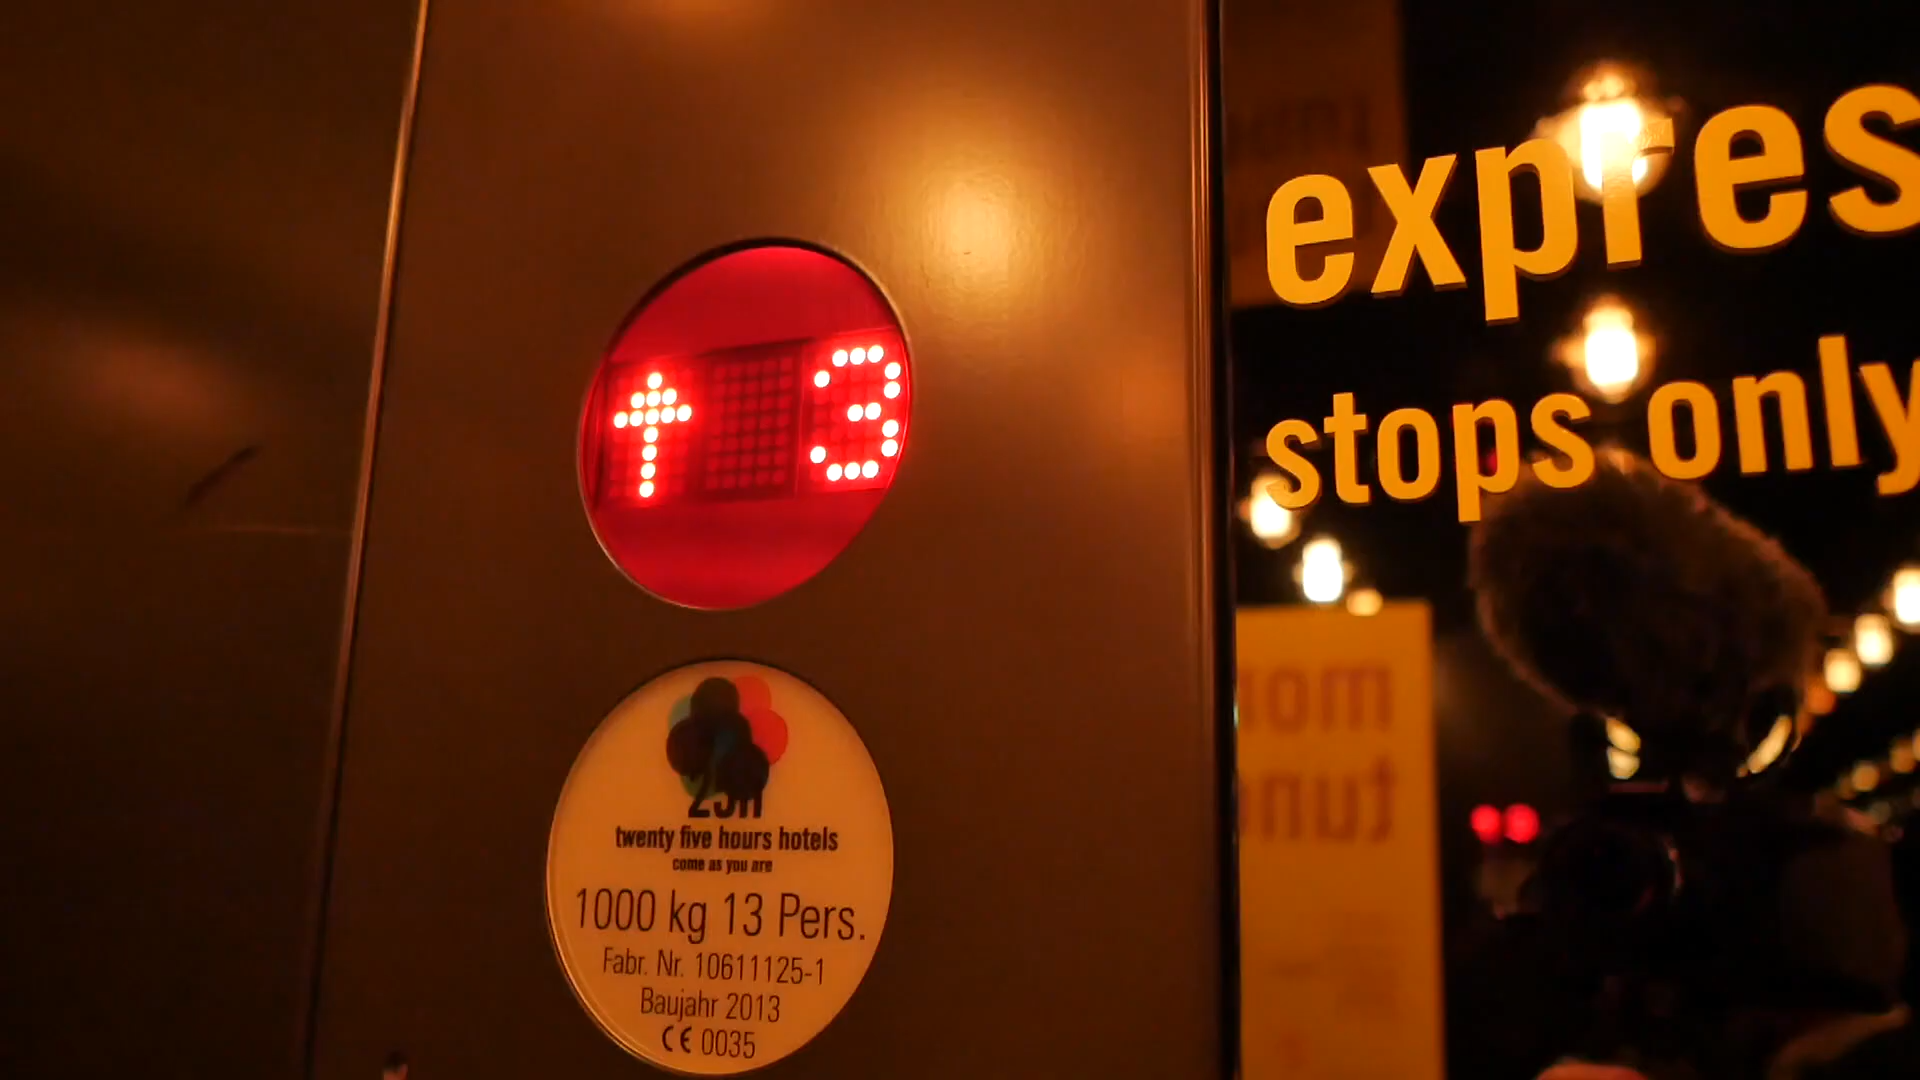 ↑ 3
25h
twenty five hours hotels
come as you are
1000 kg 13 Pers.
Fabr. Nr. 10611125-1
Baujahr 2013
CE 0035
expres
stops only